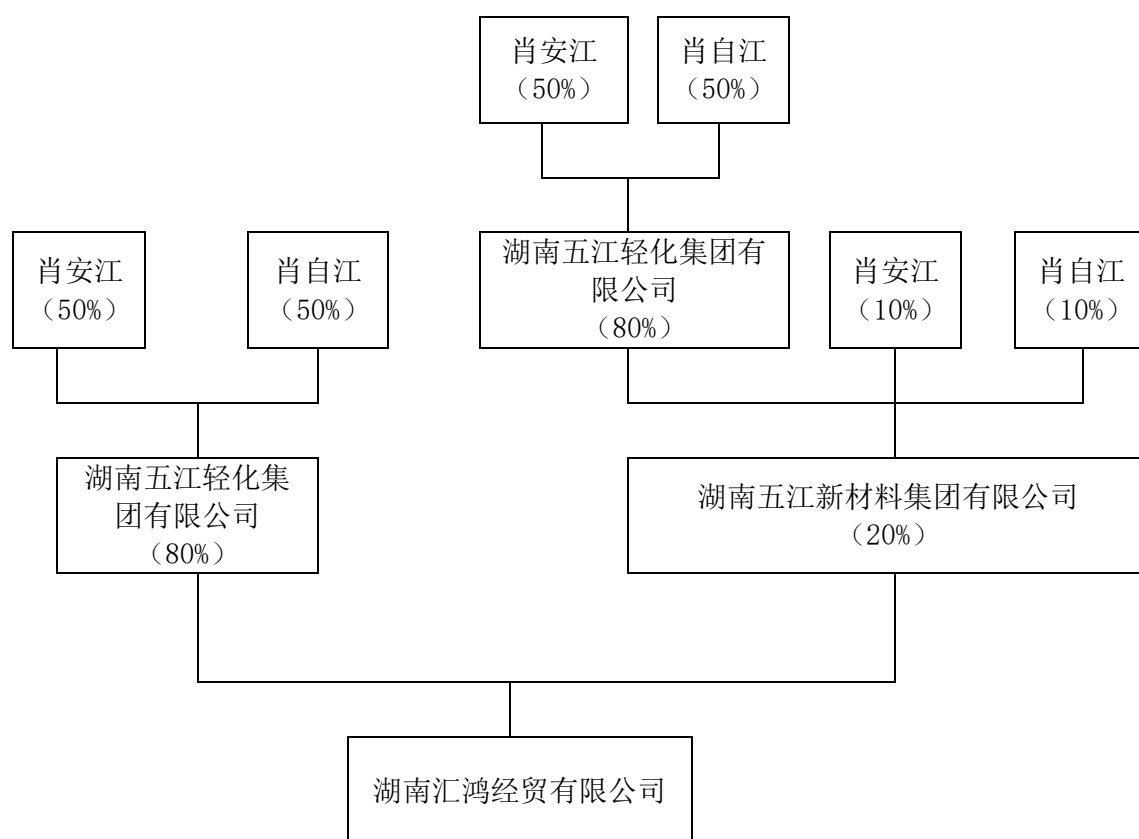 肖安江
（50%）
肖自江
（50%）
肖安江
（50%）
肖自江
（50%）
湖南五江轻化集团有
限公司
（80%）
肖安江
（10%）
肖自江
（10%）
湖南五江轻化集
团有限公司
（80%）
湖南五江新材料集团有限公司
（20%）
湖南汇鸿经贸有限公司